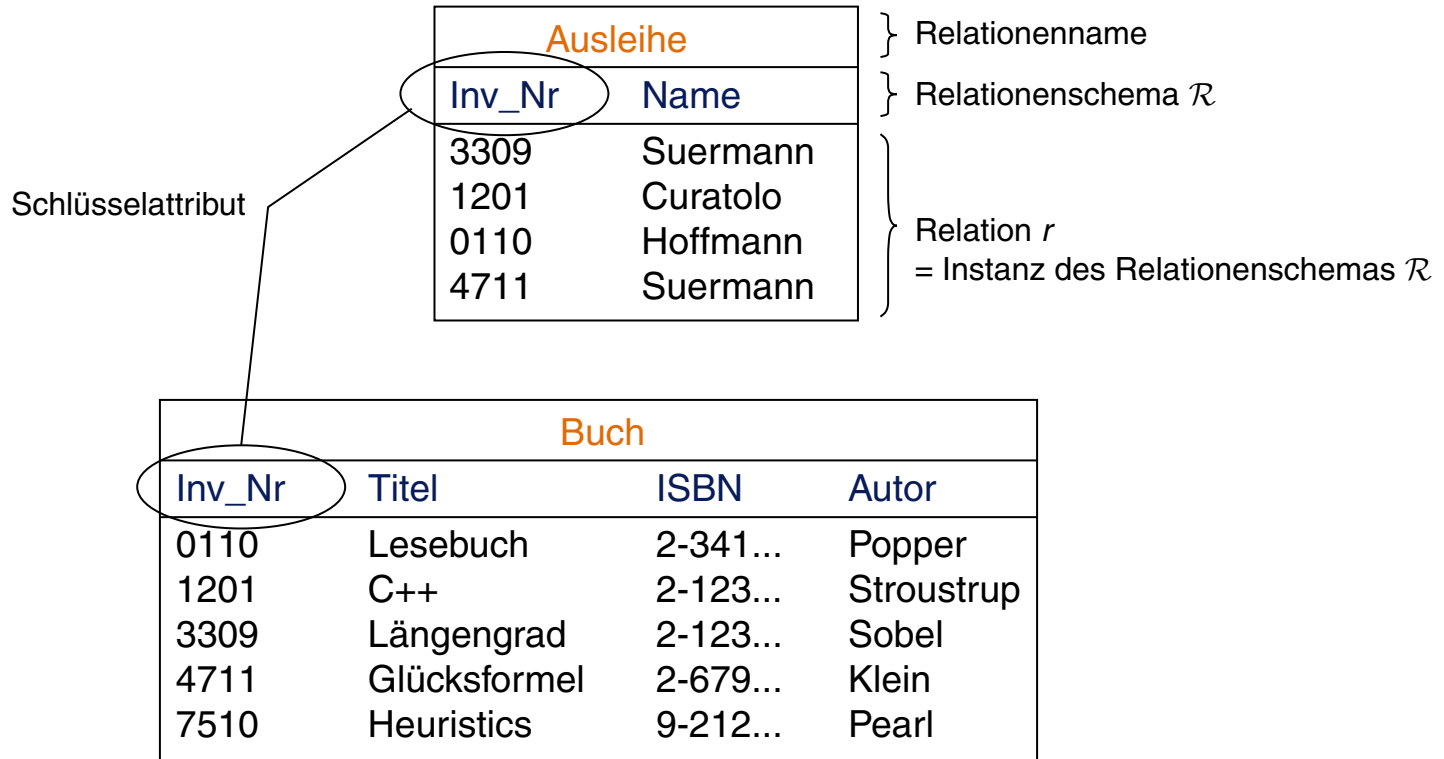 Ausleihe
Relationenname
Inv_Nr Name
Relationenschema ℛ
3309 Suermann
1201 Curatolo
0110 Hoffmann
4711 Suermann
Schlüsselattribut
Relation r
= Instanz des Relationenschemas ℛ
Buch
Inv_Nr Titel ISBN Autor
0110 Lesebuch 2-341... Popper
1201 C++ 2-123... Stroustrup
3309 Längengrad 2-123... Sobel
4711 Glücksformel 2-679... Klein
7510 Heuristics 9-212... Pearl